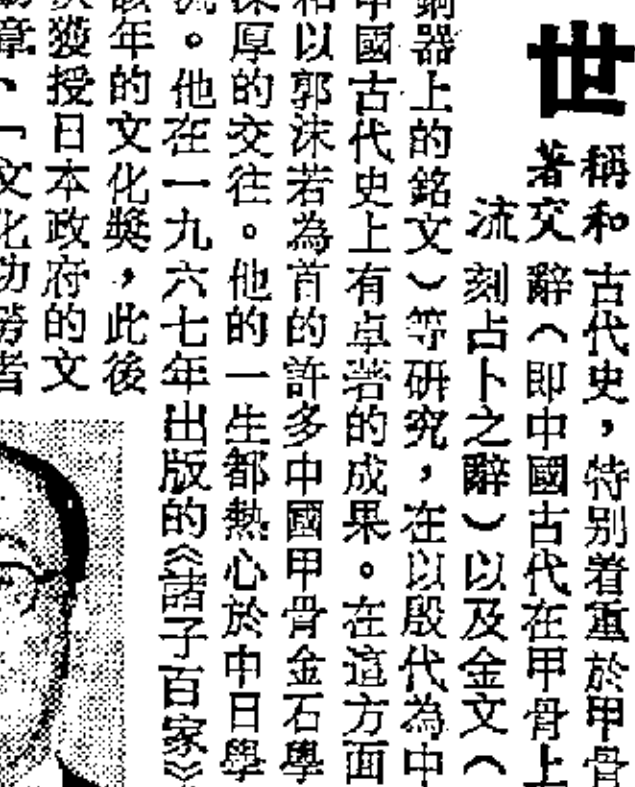 世
稱和古代史，特别着重於甲骨
著交辭︵即中國古代在甲骨上
流刻占卜之辭︶以及金文︵
銅器上的銘文︶等研究，在以殷代為中
中國古代史上有卓著的成果。在這方面
和以郭沫若為首的許多中國甲骨金石學
深厚的交往。他的一生都熱心於中日學
流。他在一九六七年出版的《諸子百家》
該年的文化獎，此後
獲授日本政府的文
章、「文化功勞者